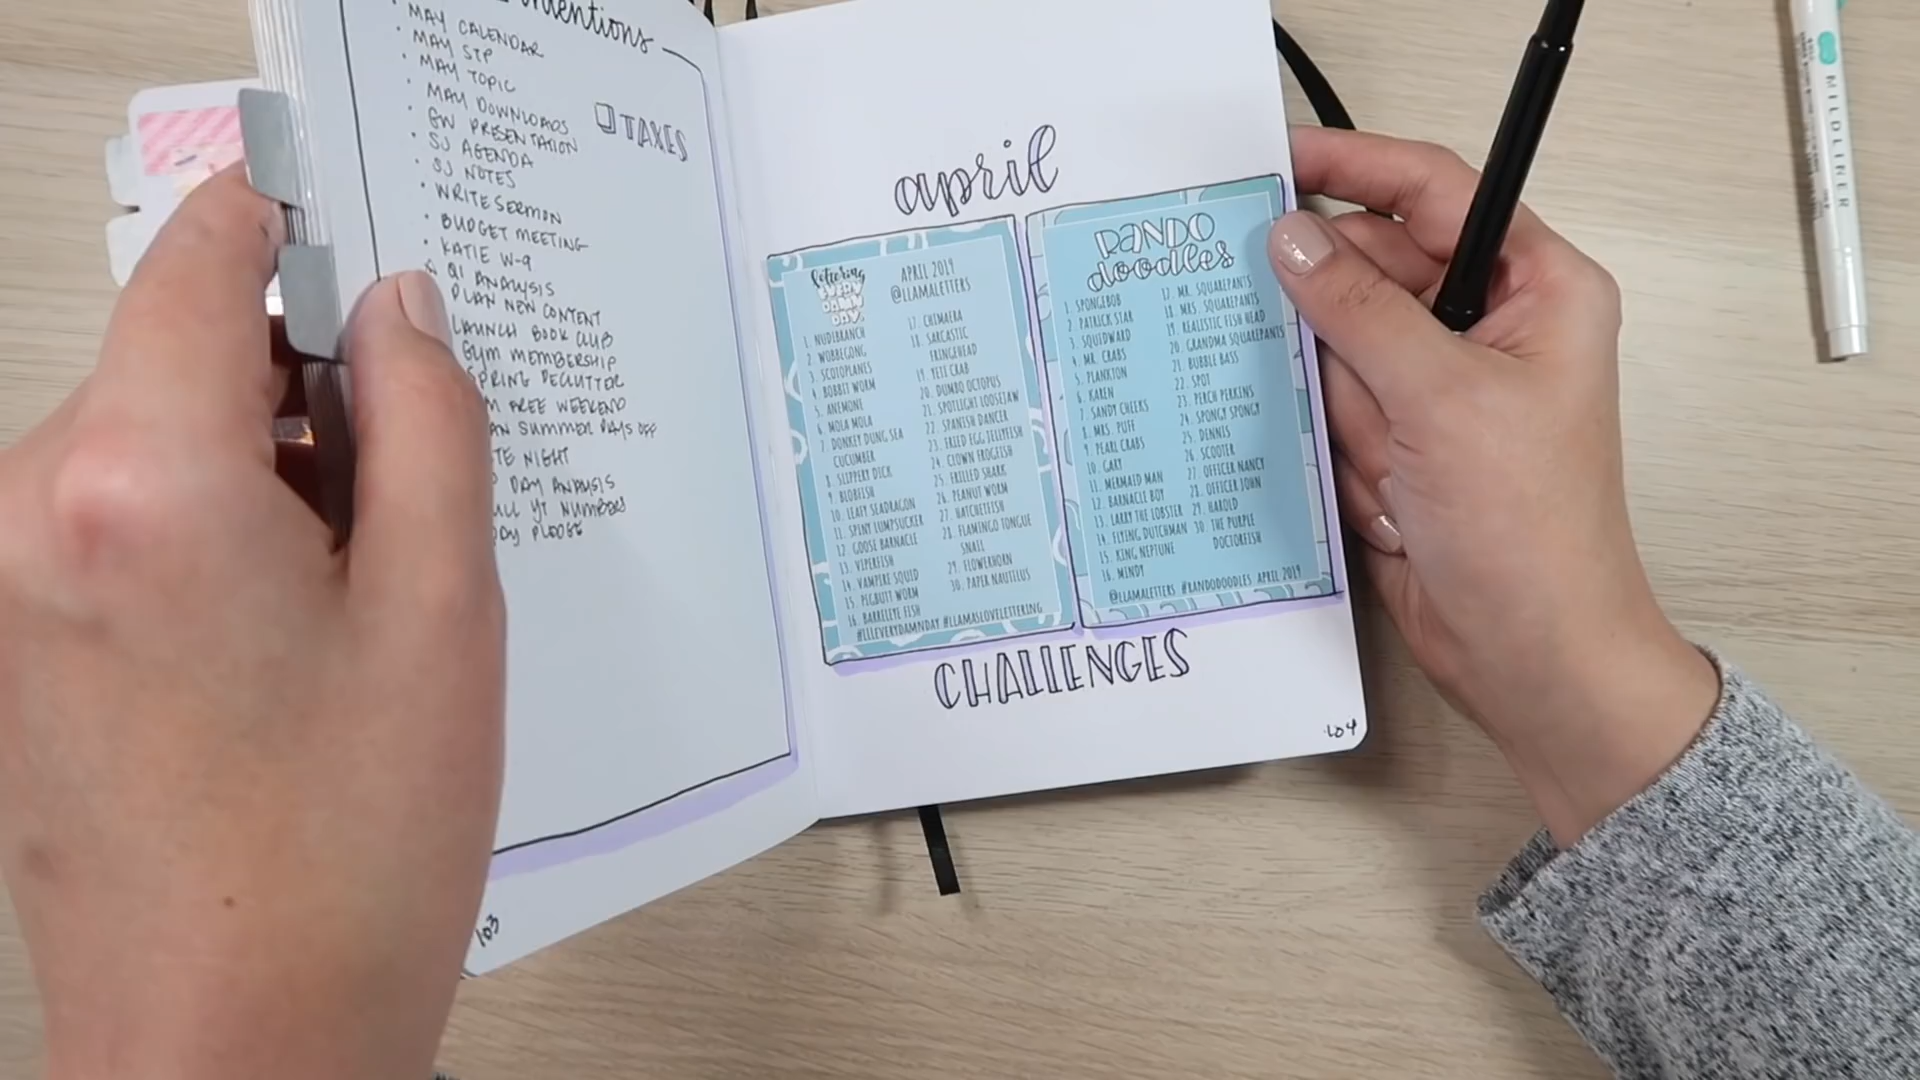 intentions
• MAY CALENDAR
• MAY STP
• MAY TOPIC
• MAY DOWNLOADS
• GW PRESENTATION
• SJ AGENDA
• SJ NOTES
• WRITE SERMON
• BUDGET MEETING
• KATIE W-9
Q1 ANALYSIS
PLAN NEW CONTENT
LAUNCH BOOK CLUB
GYM MEMBERSHIP
SPRING DECLUTTER
FREE WEEKEND
SUMMER DAYS OFF
NIGHT
DAY ANALYSIS
YT NUMBERS
PLEDGE
TAXES
103
april
lettering
EVERY
DAMN
DAY
APRIL 2019
@LLAMALETTERS
1. NUDIBRANCH
2. WOBBEGONG
3. SCOTOPLANES
4. BOBBIT WORM
5. ANEMONE
6. MOLA MOLA
7. DONKEY DUNG SEA
CUCUMBER
8. SLIPPERY DICK
9. BLOBFISH
10. LEAFY SEADRAGON
11. SPINY LUMPSUCKER
12. GOOSE BARNACLE
13. VIPERFISH
14. VAMPIRE SQUID
15. PIGBUTT WORM
16. BARRELEYE FISH
17. CHIMAERA
18. SARCASTIC
FRINGEHEAD
19. YETI CRAB
20. DUMBO OCTOPUS
21. SPOTLIGHT LOOSEJAW
22. SPANISH DANCER
23. FRIED EGG JELLYFISH
24. CLOWN FROGFISH
25. FRILLED SHARK
26. PEANUT WORM
27. HATCHETFISH
28. FLAMINGO TONGUE
SNAIL
29. FLOWERHORN
30. PAPER NAUTILUS
#LLLEVERYDAMNDAY #LLAMASLOVELETTERING
RANDO
doodles
1. SPONGEBOB
2. PATRICK STAR
3. SQUIDWARD
4. MR. CRABS
5. PLANKTON
6. KAREN
7. SANDY CHEEKS
8. MRS. PUFF
9. PEARL CRABS
10. GARY
11. MERMAID MAN
12. BARNACLE BOY
13. LARRY THE LOBSTER
14. FLYING DUTCHMAN
15. KING NEPTUNE
16. MINDY
17. MR. SQUAREPANTS
18. MRS. SQUAREPANTS
19. REALISTIC FISH HEAD
20. GRANDMA SQUAREPANTS
21. BUBBLE BASS
22. SPOT
23. PERCH PERKINS
24. SPONGY SPONGY
25. DENNIS
26. SCOOTER
27. OFFICER NANCY
28. OFFICER JOHN
29. HAROLD
30. THE PURPLE
DOCTORFISH
@LLAMALETTERS #RANDODOODLES APRIL 2019
CHALLENGES
104
MILDLINER